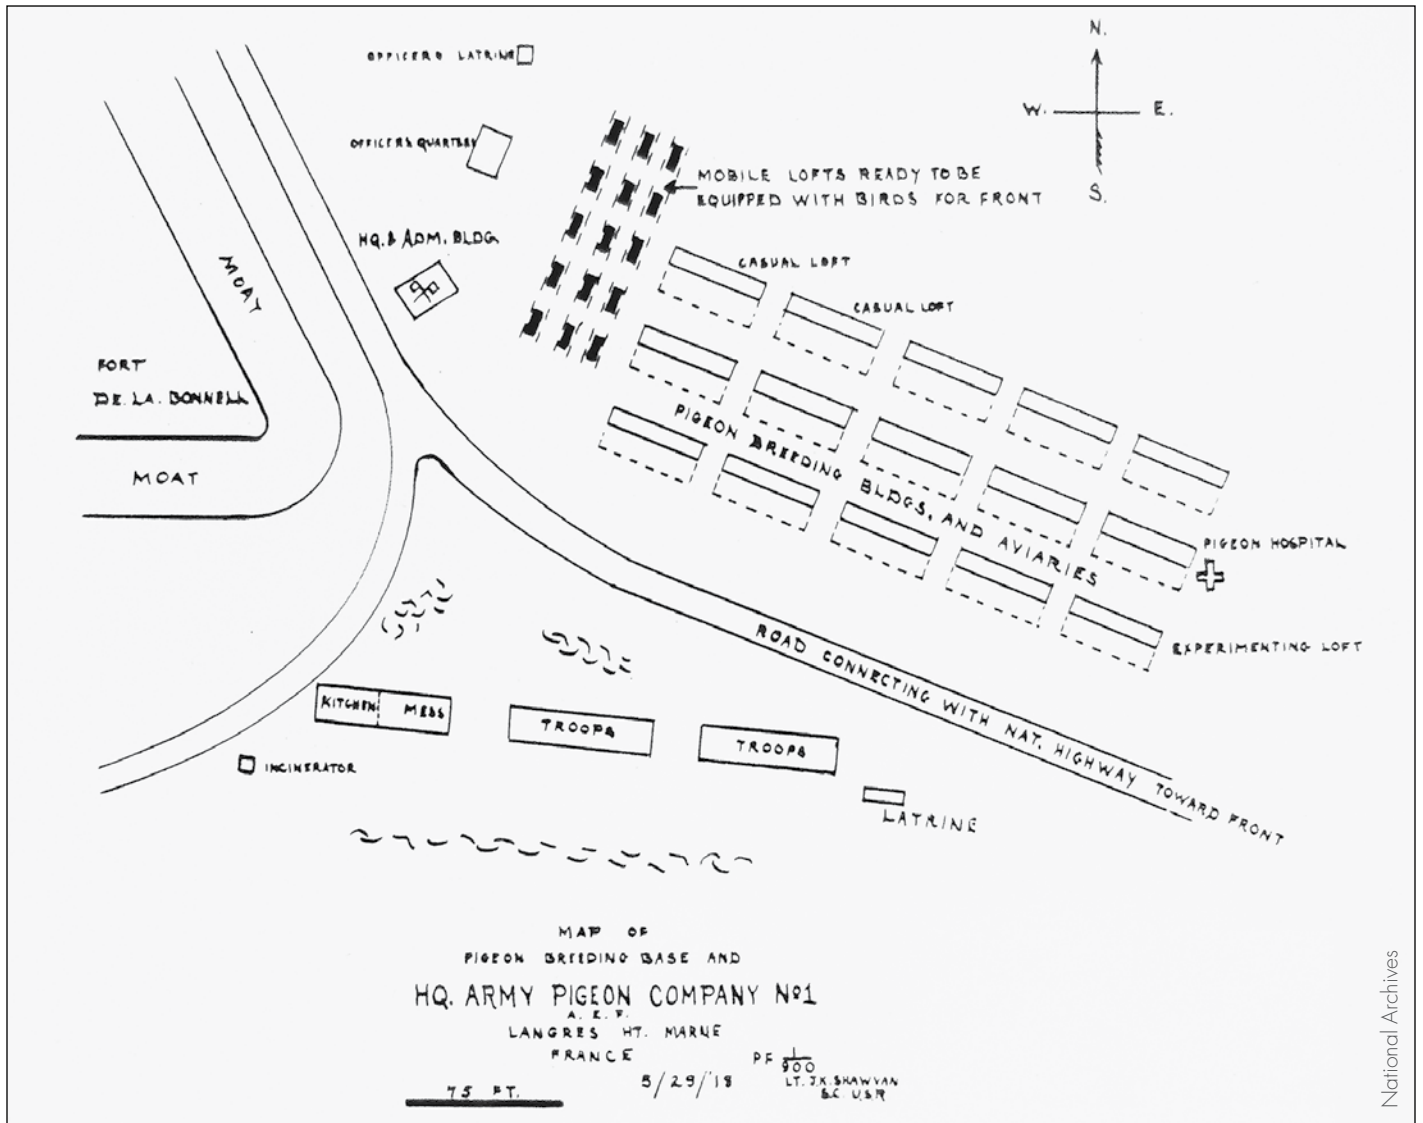 N.
OFFICERS LATRINE
W. E.
OFFICERS QUARTERS
MOBILE LOFTS READY TO BE
EQUIPPED WITH BIRDS FOR FRONT
S.
HQ. & ADM. BLDG.
CASUAL LOFT
MOAT
CASUAL LOFT
FORT
DE. LA. BONNELL
PIGEON BREEDING BLDGS, AND AVIARIES
MOAT
PIGEON HOSPITAL
EXPERIMENTING LOFT
ROAD CONNECTING WITH NAT. HIGHWAY TOWARD FRONT
KITCHEN MESS
TROOPS
TROOPS
INCINERATOR
LATRINE
MAP OF
PIGEON BREEDING BASE AND
HQ. ARMY PIGEON COMPANY No1
A. E. F.
LANGRES HT. MARNE
FRANCE
PF 1/900
5/29/18
LT. J.K. SHAWVAN
S.C. U.S.R
75 FT.
National Archives